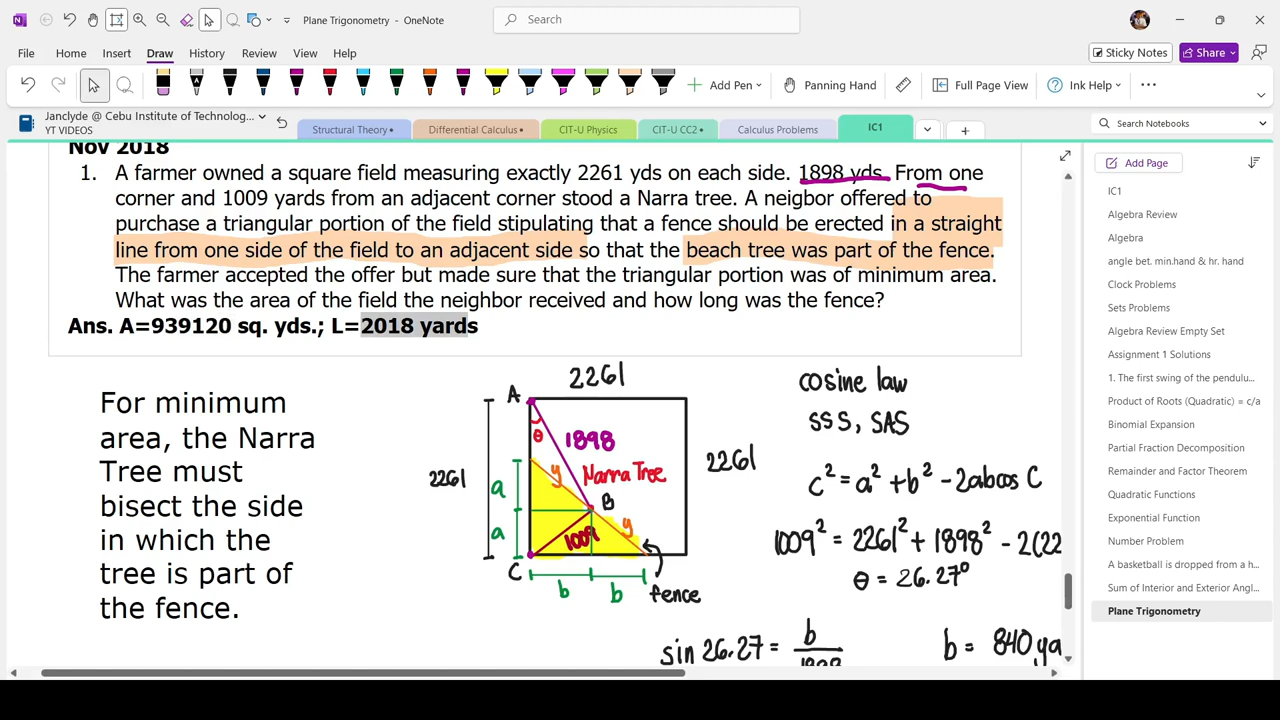 Plane Trigonometry - OneNote
Search
File Home Insert Draw History Review View Help
Sticky Notes
Share
Add Pen
Panning Hand
Full Page View
Ink Help
Janclyde @ Cebu Institute of Technolog...
YT VIDEOS
Structural Theory
Differential Calculus
CIT-U Physics
CIT-U CC2
Calculus Problems
IC1
Search Notebooks
Nov 2018
1. A farmer owned a square field measuring exactly 2261 yds on each side. 1898 yds. From one
corner and 1009 yards from an adjacent corner stood a Narra tree. A neigbor offered to
purchase a triangular portion of the field stipulating that a fence should be erected in a straight
line from one side of the field to an adjacent side so that the beach tree was part of the fence.
The farmer accepted the offer but made sure that the triangular portion was of minimum area.
What was the area of the field the neighbor received and how long was the fence?
Ans. A=939120 sq. yds.; L=2018 yards
For minimum
area, the Narra
Tree must
bisect the side
in which the
tree is part of
the fence.
2261
A
θ
1898
2261
a
y
Narra Tree
2261
B
a
1009
y
C
b
b
fence
cosine law
SSS, SAS
c² = a² + b² - 2abcos C
1009² = 2261² + 1898² - 2(22
θ = 26.27°
sin 26.27 = b
1898
b = 840 ya
Add Page
IC1
Algebra Review
Algebra
angle bet. min.hand & hr. hand
Clock Problems
Sets Problems
Algebra Review Empty Set
Assignment 1 Solutions
1. The first swing of the pendulu...
Product of Roots (Quadratic) = c/a
Binomial Expansion
Partial Fraction Decomposition
Remainder and Factor Theorem
Quadratic Functions
Exponential Function
Number Problem
A basketball is dropped from a h...
Sum of Interior and Exterior Angl...
Plane Trigonometry